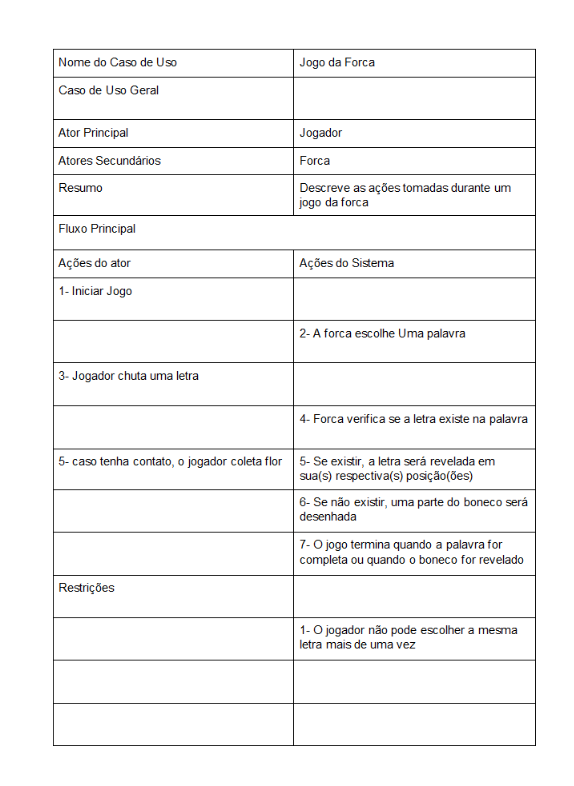 Nome do Caso de Uso
Jogo da Forca
Caso de Uso Geral
Ator Principal
Jogador
Atores Secundários
Forca
Resumo
Descreve as ações tomadas durante um
jogo da forca
Fluxo Principal
Ações do ator
Ações do Sistema
1- Iniciar Jogo
2- A forca escolhe Uma palavra
3- Jogador chuta uma letra
4- Forca verifica se a letra existe na palavra
5- caso tenha contato, o jogador coleta flor
5- Se existir, a letra será revelada em
sua(s) respectiva(s) posição(ões)
6- Se não existir, uma parte do boneco será
desenhada
7- O jogo termina quando a palavra for
completa ou quando o boneco for revelado
Restrições
1- O jogador não pode escolher a mesma
letra mais de uma vez